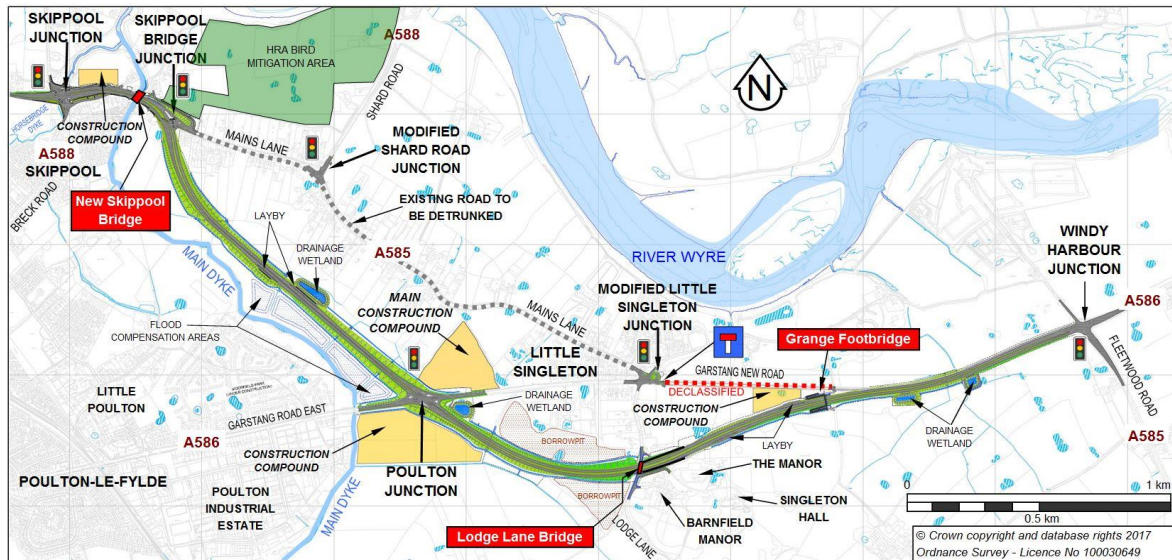 SKIPPOOL
JUNCTION
SKIPPOOL
BRIDGE
JUNCTION
HRA BIRD
MITIGATION AREA
A588
SHARD ROAD
N
HORSEBRIDGE
DYKE
CONSTRUCTION
COMPOUND
A588
SKIPPOOL
BRECK ROAD
New Skippool
Bridge
MAINS LANE
MODIFIED
SHARD ROAD
JUNCTION
EXISTING ROAD TO
BE DETRUNKED
LAYBY
DRAINAGE
WETLAND
MAIN DYKE
A585
RIVER WYRE
WINDY
HARBOUR
JUNCTION
A586
FLEETWOOD ROAD
A585
MAIN
CONSTRUCTION
COMPOUND
MAINS LANE
MODIFIED LITTLE
SINGLETON
JUNCTION
Grange Footbridge
GARSTANG NEW ROAD
DECLASSIFIED
FLOOD
COMPENSATION AREAS
LITTLE
SINGLETON
LITTLE
POULTON
GARSTANG ROAD EAST
A586
DRAINAGE
WETLAND
CONSTRUCTION
COMPOUND
LAYBY
DRAINAGE
WETLAND
CONSTRUCTION
COMPOUND
BORROWPIT
POULTON
JUNCTION
BORROWPIT
THE MANOR
POULTON-LE-FYLDE
POULTON
INDUSTRIAL
ESTATE
MAIN DYKE
Lodge Lane Bridge
LODGE LANE
BARNFIELD
MANOR
SINGLETON
HALL
0
1 km
0.5 km
© Crown copyright and database rights 2017
Ordnance Survey - Licence No 100030649